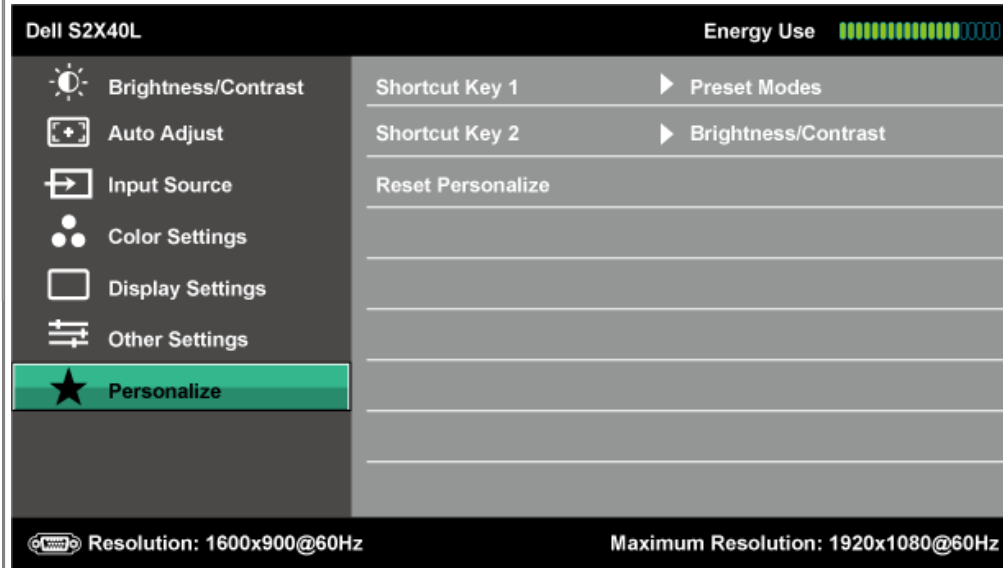 Dell S2X40L Energy Use
Brightness/Contrast Shortcut Key 1 Preset Modes
Auto Adjust Shortcut Key 2 Brightness/Contrast
Input Source Reset Personalize
Color Settings
Display Settings
Other Settings
Personalize
Resolution: 1600x900@60Hz Maximum Resolution: 1920x1080@60Hz